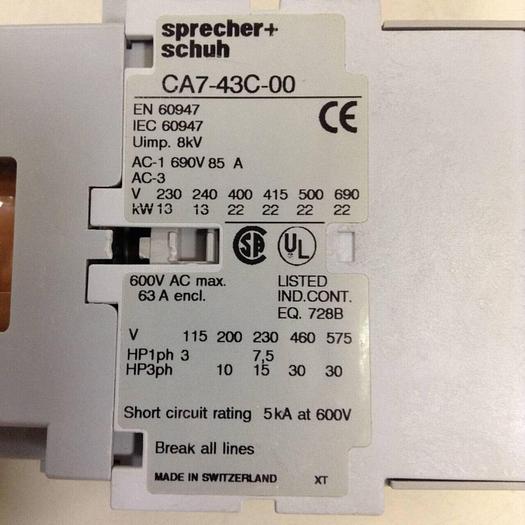 sprecher+
schuh
CA7-43C-00
EN 60947
IEC 60947
Uimp. 8kV
CE
AC-1 690V 85 A
AC-3
V 230 240 400 415 500 690
kW 13 13 22 22 22 22
SA UL
600V AC max.
63 A encl.
LISTED
IND.CONT.
EQ. 728B
V 115 200 230 460 575
HP1ph 3 7,5
HP3ph 10 15 30 30
Short circuit rating 5kA at 600V
Break all lines
MADE IN SWITZERLAND XT